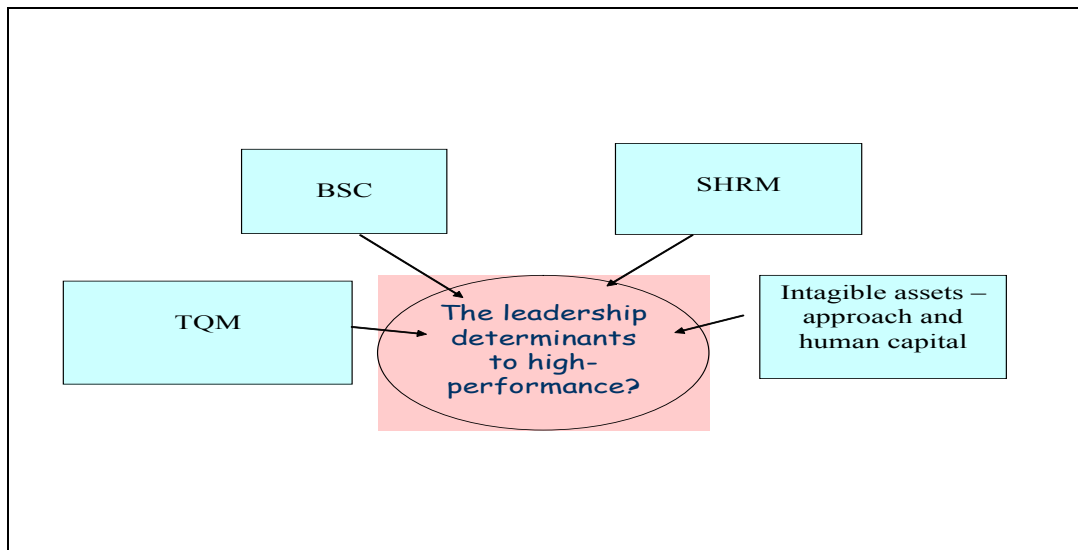 BSC
SHRM
TQM
The leadership
determinants
to high-
performance?
Intagible assets –
approach and
human capital